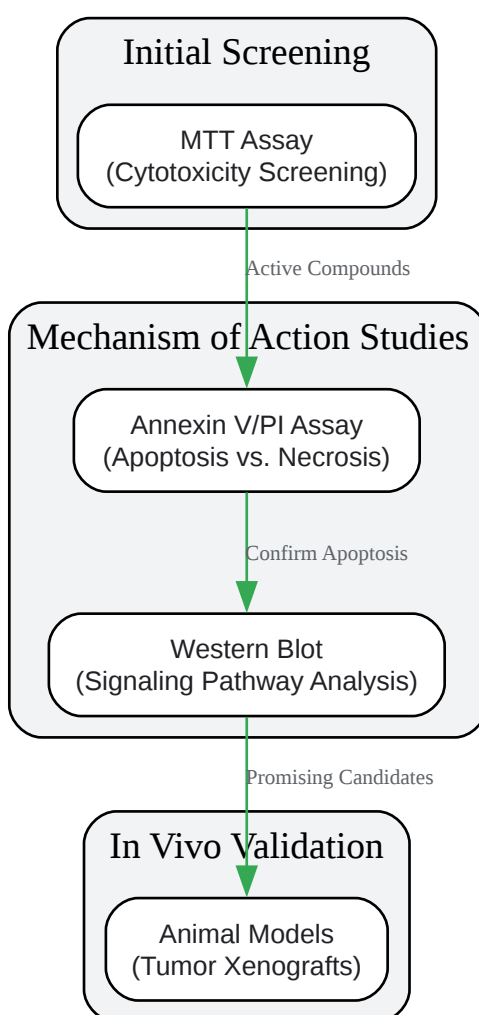 Initial Screening
MTT Assay
(Cytotoxicity Screening)
Active Compounds
Mechanism of Action Studies
Annexin V/PI Assay
(Apoptosis vs. Necrosis)
Confirm Apoptosis
Western Blot
(Signaling Pathway Analysis)
Promising Candidates
In Vivo Validation
Animal Models
(Tumor Xenografts)